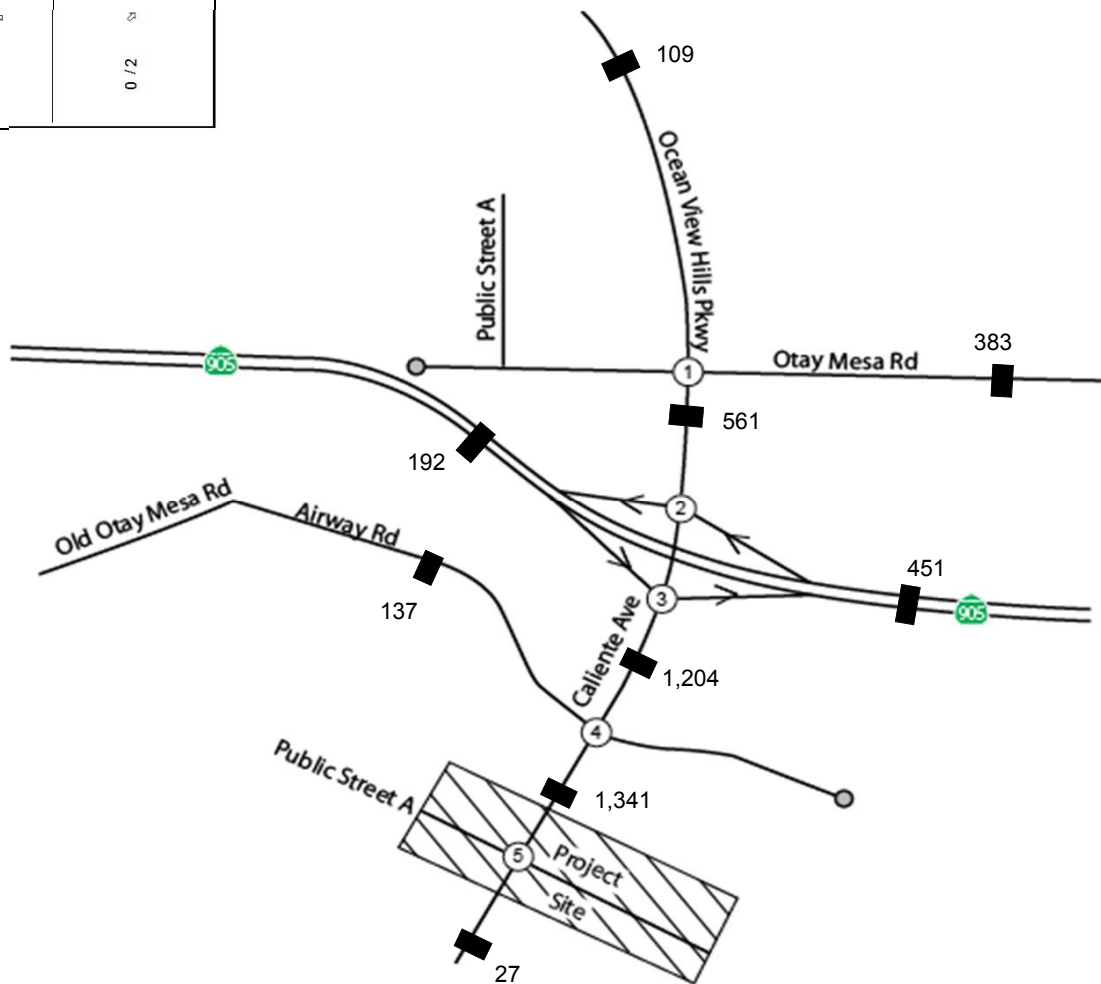 0 / 2
109
Ocean View Hills Pkwy
Public Street A
383
905
Otay Mesa Rd
1
561
192
2
Old Otay Mesa Rd
Airway Rd
451
905
137
3
Caliente Ave
1,204
4
Public Street A
1,341
5
Project
Site
27